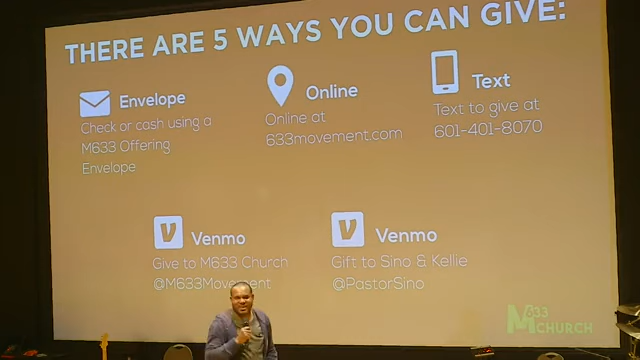 THERE ARE 5 WAYS YOU CAN GIVE:
Envelope
Check or cash using a
M633 Offering
Envelope
Online
Online at
633movement.com
Text
Text to give at
601-401-8070
Venmo
Give to M633 Church
@M633Movement
Venmo
Gift to Sino & Kellie
@PastorSino
M633
CHURCH